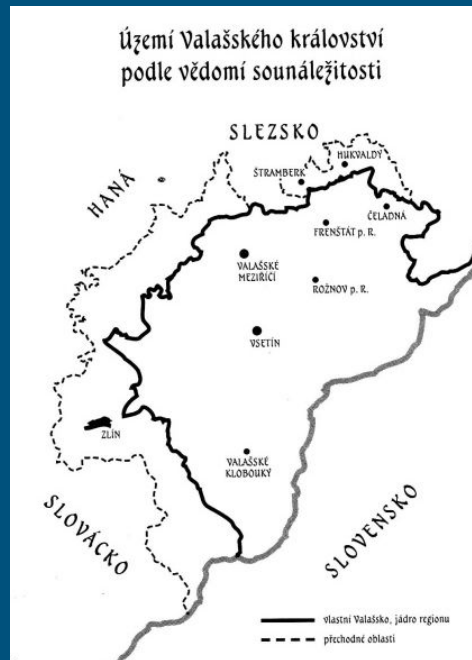 Území Valašského království
podle vědomí sounáležitosti
SLEZSKO
HUKVALDY
ŠTRAMBERK
HANÁ
ČELADNÁ
FRENŠTÁT p. R.
VALAŠSKÉ
MEZIŘÍČÍ
ROŽNOV p. R.
VSETÍN
ZLÍN
VALAŠSKÉ
KLOBOUKY
SLOVÁCKO
SLOVENSKO
vlastní Valašsko, jádro regionu
přechodné oblasti